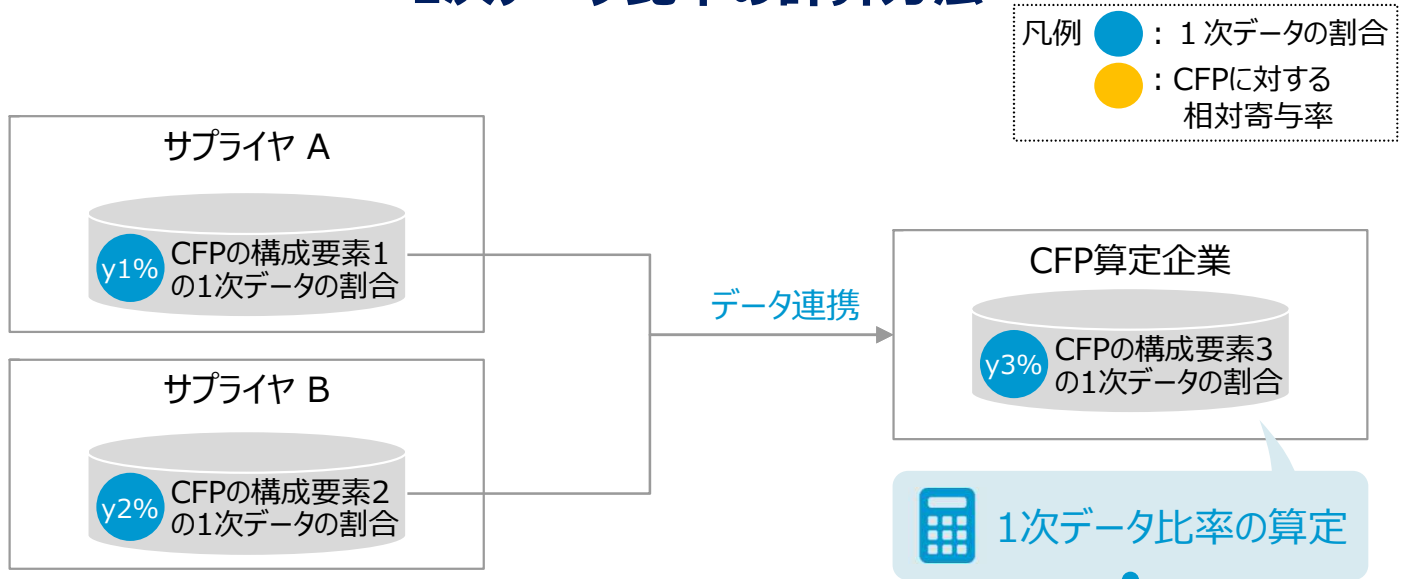 凡例 : 1次データの割合
: CFPに対する
相対寄与率
サプライヤ A
y1% CFPの構成要素1
の1次データの割合
サプライヤ B
y2% CFPの構成要素2
の1次データの割合
データ連携
CFP算定企業
y3% CFPの構成要素3
の1次データの割合
1次データ比率の算定